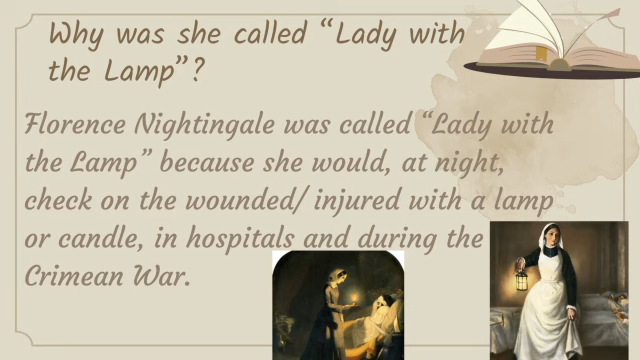 Why was she called “Lady with
the Lamp”?
Florence Nightingale was called “Lady with
the Lamp” because she would, at night,
check on the wounded/ injured with a lamp
or candle, in hospitals and during the
Crimean War.